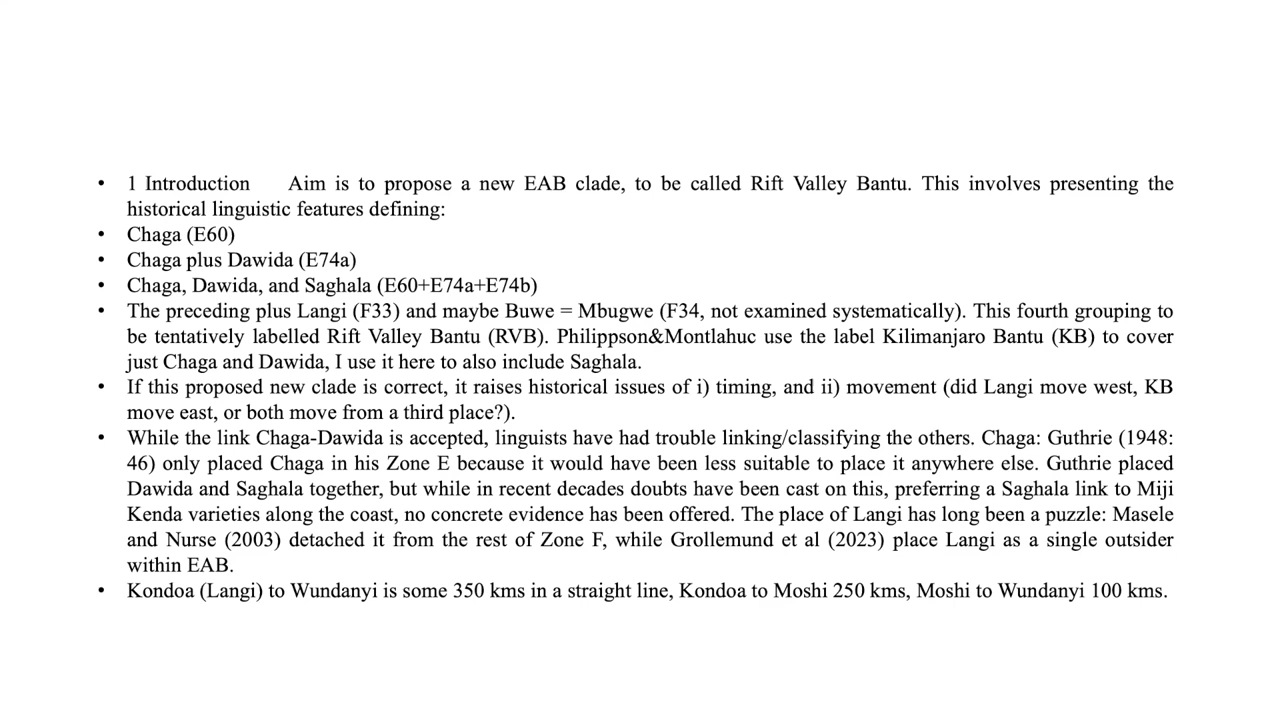 • 1 Introduction Aim is to propose a new EAB clade, to be called Rift Valley Bantu. This involves presenting the
historical linguistic features defining:
• Chaga (E60)
• Chaga plus Dawida (E74a)
• Chaga, Dawida, and Saghala (E60+E74a+E74b)
• The preceding plus Langi (F33) and maybe Buwe = Mbugwe (F34, not examined systematically). This fourth grouping to
be tentatively labelled Rift Valley Bantu (RVB). Philippson&Montlahuc use the label Kilimanjaro Bantu (KB) to cover
just Chaga and Dawida, I use it here to also include Saghala.
• If this proposed new clade is correct, it raises historical issues of i) timing, and ii) movement (did Langi move west, KB
move east, or both move from a third place?).
• While the link Chaga-Dawida is accepted, linguists have had trouble linking/classifying the others. Chaga: Guthrie (1948:
46) only placed Chaga in his Zone E because it would have been less suitable to place it anywhere else. Guthrie placed
Dawida and Saghala together, but while in recent decades doubts have been cast on this, preferring a Saghala link to Miji
Kenda varieties along the coast, no concrete evidence has been offered. The place of Langi has long been a puzzle: Masele
and Nurse (2003) detached it from the rest of Zone F, while Grollemund et al (2023) place Langi as a single outsider
within EAB.
• Kondoa (Langi) to Wundanyi is some 350 kms in a straight line, Kondoa to Moshi 250 kms, Moshi to Wundanyi 100 kms.